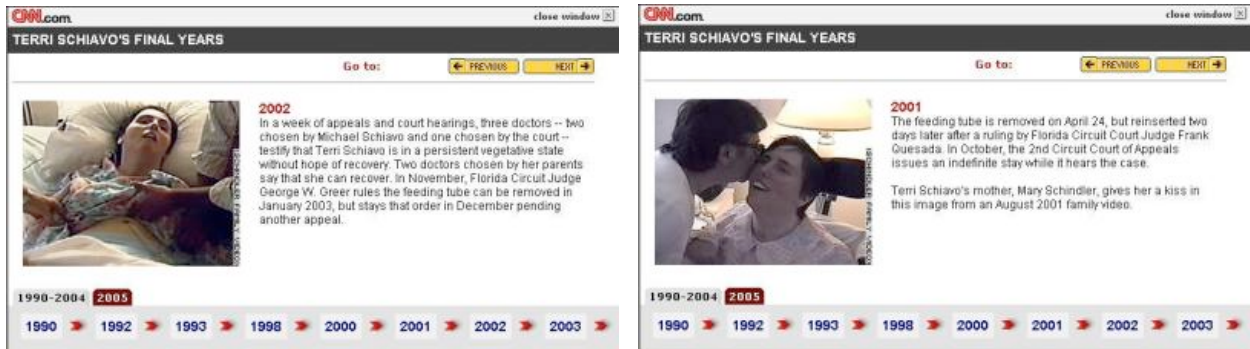 CNN.com
close window
TERRI SCHIAVO'S FINAL YEARS
Go to:
PREVIOUS
NEXT
2002
In a week of appeals and court hearings, three doctors -- two
chosen by Michael Schiavo and one chosen by the court --
testify that Terri Schiavo is in a persistent vegetative state
without hope of recovery. Two doctors chosen by her parents
say that she can recover. In November, Florida Circuit Judge
George W. Greer rules the feeding tube can be removed in
January 2003, but stays that order in December pending
another appeal.
SCHINDLER FAMILY VIDEO
1990-2004
2005
1990
1992
1993
1998
2000
2001
2002
2003
CNN.com
close window
TERRI SCHIAVO'S FINAL YEARS
Go to:
PREVIOUS
NEXT
2001
The feeding tube is removed on April 24, but reinserted two
days later after a ruling by Florida Circuit Court Judge Frank
Quesada. In October, the 2nd Circuit Court of Appeals
issues an indefinite stay while it hears the case.
Terri Schiavo's mother, Mary Schindler, gives her a kiss in
this image from an August 2001 family video.
SCHINDLER FAMILY VIDEO
1990-2004
2005
1990
1992
1993
1998
2000
2001
2002
2003